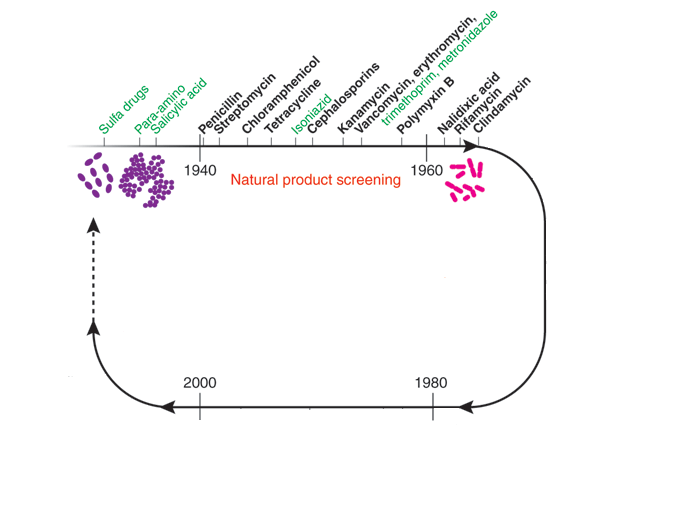 Sulfa drugs
Para-amino
Salicylic acid
Penicillin
Streptomycin
Chloramphenicol
Tetracycline
Isoniazid
Cephalosporins
Kanamycin
Vancomycin, erythromycin,
trimethoprim, metronidazole
Polymyxin B
Nalidixic acid
Rifamycin
Clindamycin
1940
Natural product screening
1960
2000
1980